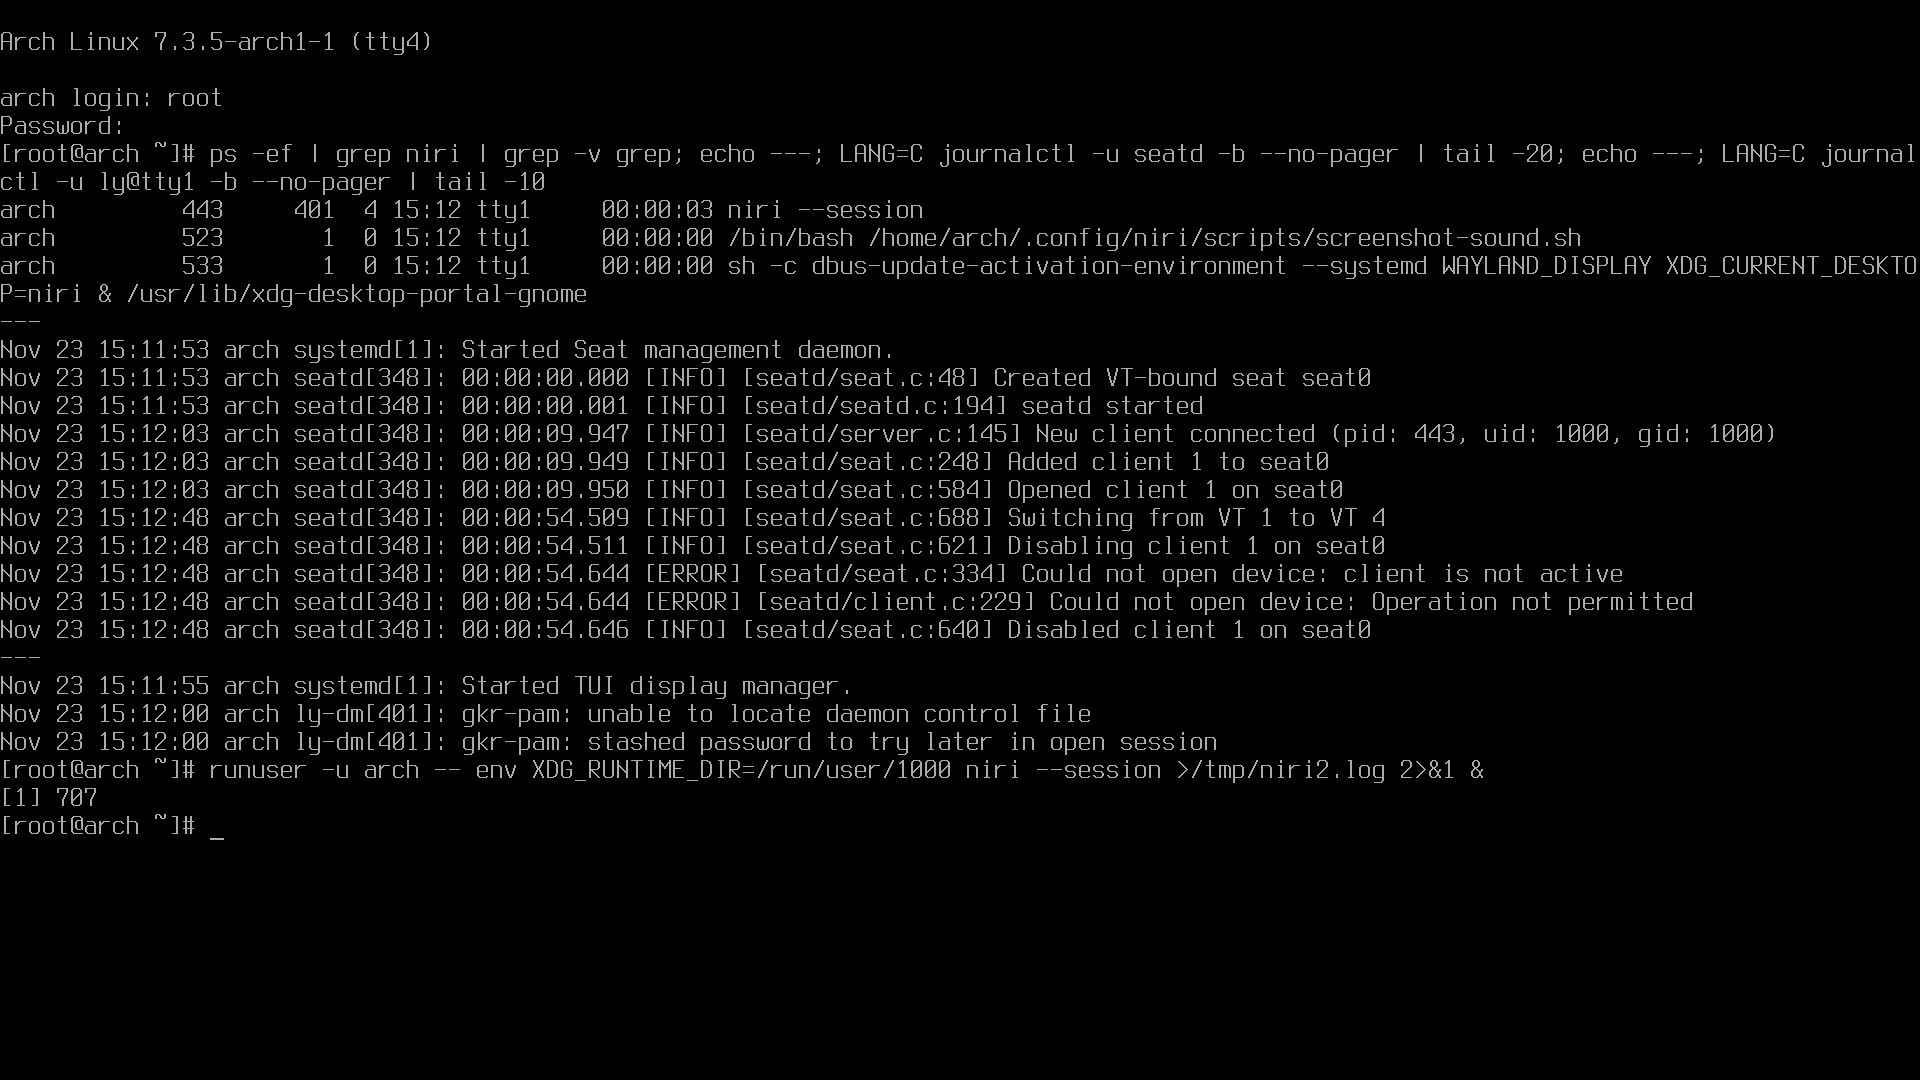 Arch Linux 7.3.5-arch1-1 (tty4)
arch login: root
Password:
[root@arch ~]# ps -ef | grep niri | grep -v grep; echo ---; LANG=C journalctl -u seatd -b --no-pager | tail -20; echo ---; LANG=C journal
ctl -u ly@tty1 -b --no-pager | tail -10
arch         443     401  4 15:12 tty1     00:00:03 niri --session
arch         523       1  0 15:12 tty1     00:00:00 /bin/bash /home/arch/.config/niri/scripts/screenshot-sound.sh
arch         533       1  0 15:12 tty1     00:00:00 sh -c dbus-update-activation-environment --systemd WAYLAND_DISPLAY XDG_CURRENT_DESKTO
P=niri & /usr/lib/xdg-desktop-portal-gnome
---
Nov 23 15:11:53 arch systemd[1]: Started Seat management daemon.
Nov 23 15:11:53 arch seatd[348]: 00:00:00.000 [INFO] [seatd/seat.c:48] Created VT-bound seat seat0
Nov 23 15:11:53 arch seatd[348]: 00:00:00.001 [INFO] [seatd/seatd.c:194] seatd started
Nov 23 15:12:03 arch seatd[348]: 00:00:09.947 [INFO] [seatd/server.c:145] New client connected (pid: 443, uid: 1000, gid: 1000)
Nov 23 15:12:03 arch seatd[348]: 00:00:09.949 [INFO] [seatd/seat.c:248] Added client 1 to seat0
Nov 23 15:12:03 arch seatd[348]: 00:00:09.950 [INFO] [seatd/seat.c:584] Opened client 1 on seat0
Nov 23 15:12:48 arch seatd[348]: 00:00:54.509 [INFO] [seatd/seat.c:688] Switching from VT 1 to VT 4
Nov 23 15:12:48 arch seatd[348]: 00:00:54.511 [INFO] [seatd/seat.c:621] Disabling client 1 on seat0
Nov 23 15:12:48 arch seatd[348]: 00:00:54.644 [ERROR] [seatd/seat.c:334] Could not open device: client is not active
Nov 23 15:12:48 arch seatd[348]: 00:00:54.644 [ERROR] [seatd/client.c:229] Could not open device: Operation not permitted
Nov 23 15:12:48 arch seatd[348]: 00:00:54.646 [INFO] [seatd/seat.c:640] Disabled client 1 on seat0
---
Nov 23 15:11:55 arch systemd[1]: Started TUI display manager.
Nov 23 15:12:00 arch ly-dm[401]: gkr-pam: unable to locate daemon control file
Nov 23 15:12:00 arch ly-dm[401]: gkr-pam: stashed password to try later in open session
[root@arch ~]# runuser -u arch -- env XDG_RUNTIME_DIR=/run/user/1000 niri --session >/tmp/niri2.log 2>&1 &
[1] 707
[root@arch ~]# _